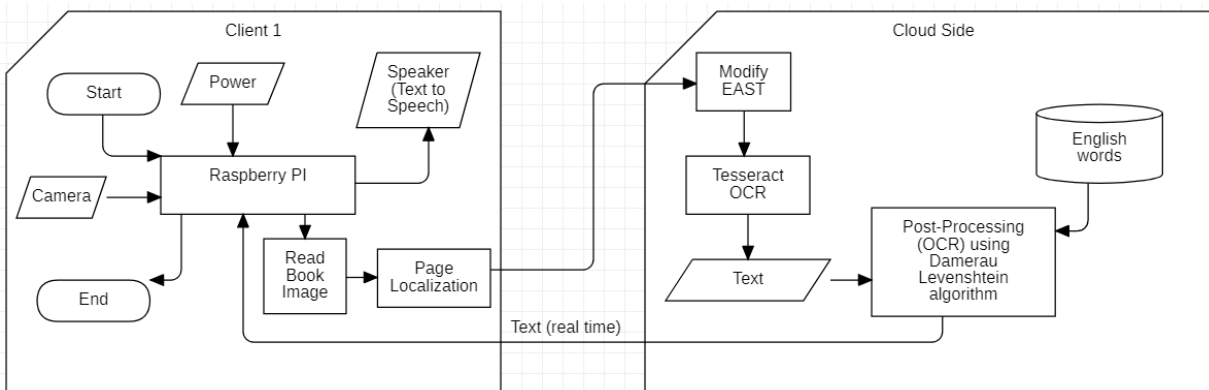 Client 1
Start
Power
Speaker
(Text to
Speech)
Raspberry PI
Camera
Read
Book
Image
Page
Localization
End
Text (real time)
Cloud Side
Modify
EAST
Tesseract
OCR
Text
English
words
Post-Processing
(OCR) using
Damerau
Levenshtein
algorithm